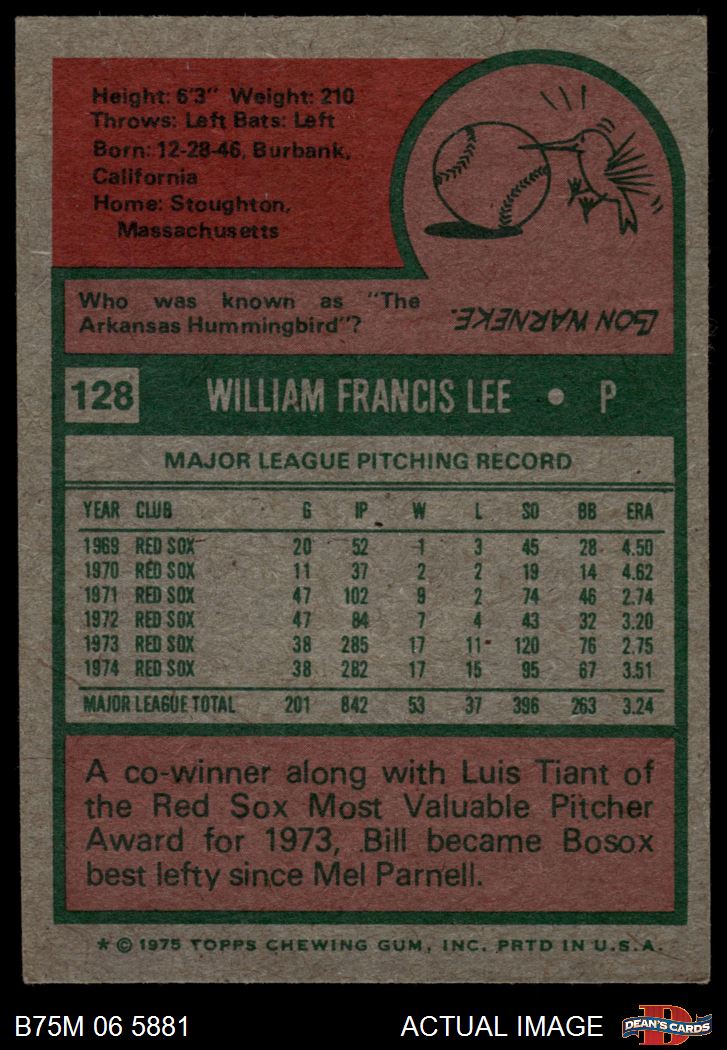 Height: 6'3" Weight: 210
Throws: Left Bats: Left
Born: 12-28-46, Burbank,
California
Home: Stoughton,
Massachusetts
Who was known as "The
Arkansas Hummingbird"?
LON WARNEKE.
128 WILLIAM FRANCIS LEE • P
MAJOR LEAGUE PITCHING RECORD
YEAR CLUB G IP W L SO BB ERA
1969 RED SOX 20 52 1 3 45 28 4.50
1970 RED SOX 11 37 2 2 19 14 4.62
1971 RED SOX 47 102 9 2 74 46 2.74
1972 RED SOX 47 84 7 4 43 32 3.20
1973 RED SOX 38 285 17 11 120 76 2.75
1974 RED SOX 38 282 17 15 95 67 3.51
MAJOR LEAGUE TOTAL 201 842 53 37 396 263 3.24
A co-winner along with Luis Tiant of
the Red Sox Most Valuable Pitcher
Award for 1973, Bill became Bosox
best lefty since Mel Parnell.
* © 1975 TOPPS CHEWING GUM, INC. PRTD IN U.S.A.
B75M 06 5881 ACTUAL IMAGE D DEAN'S CARDS